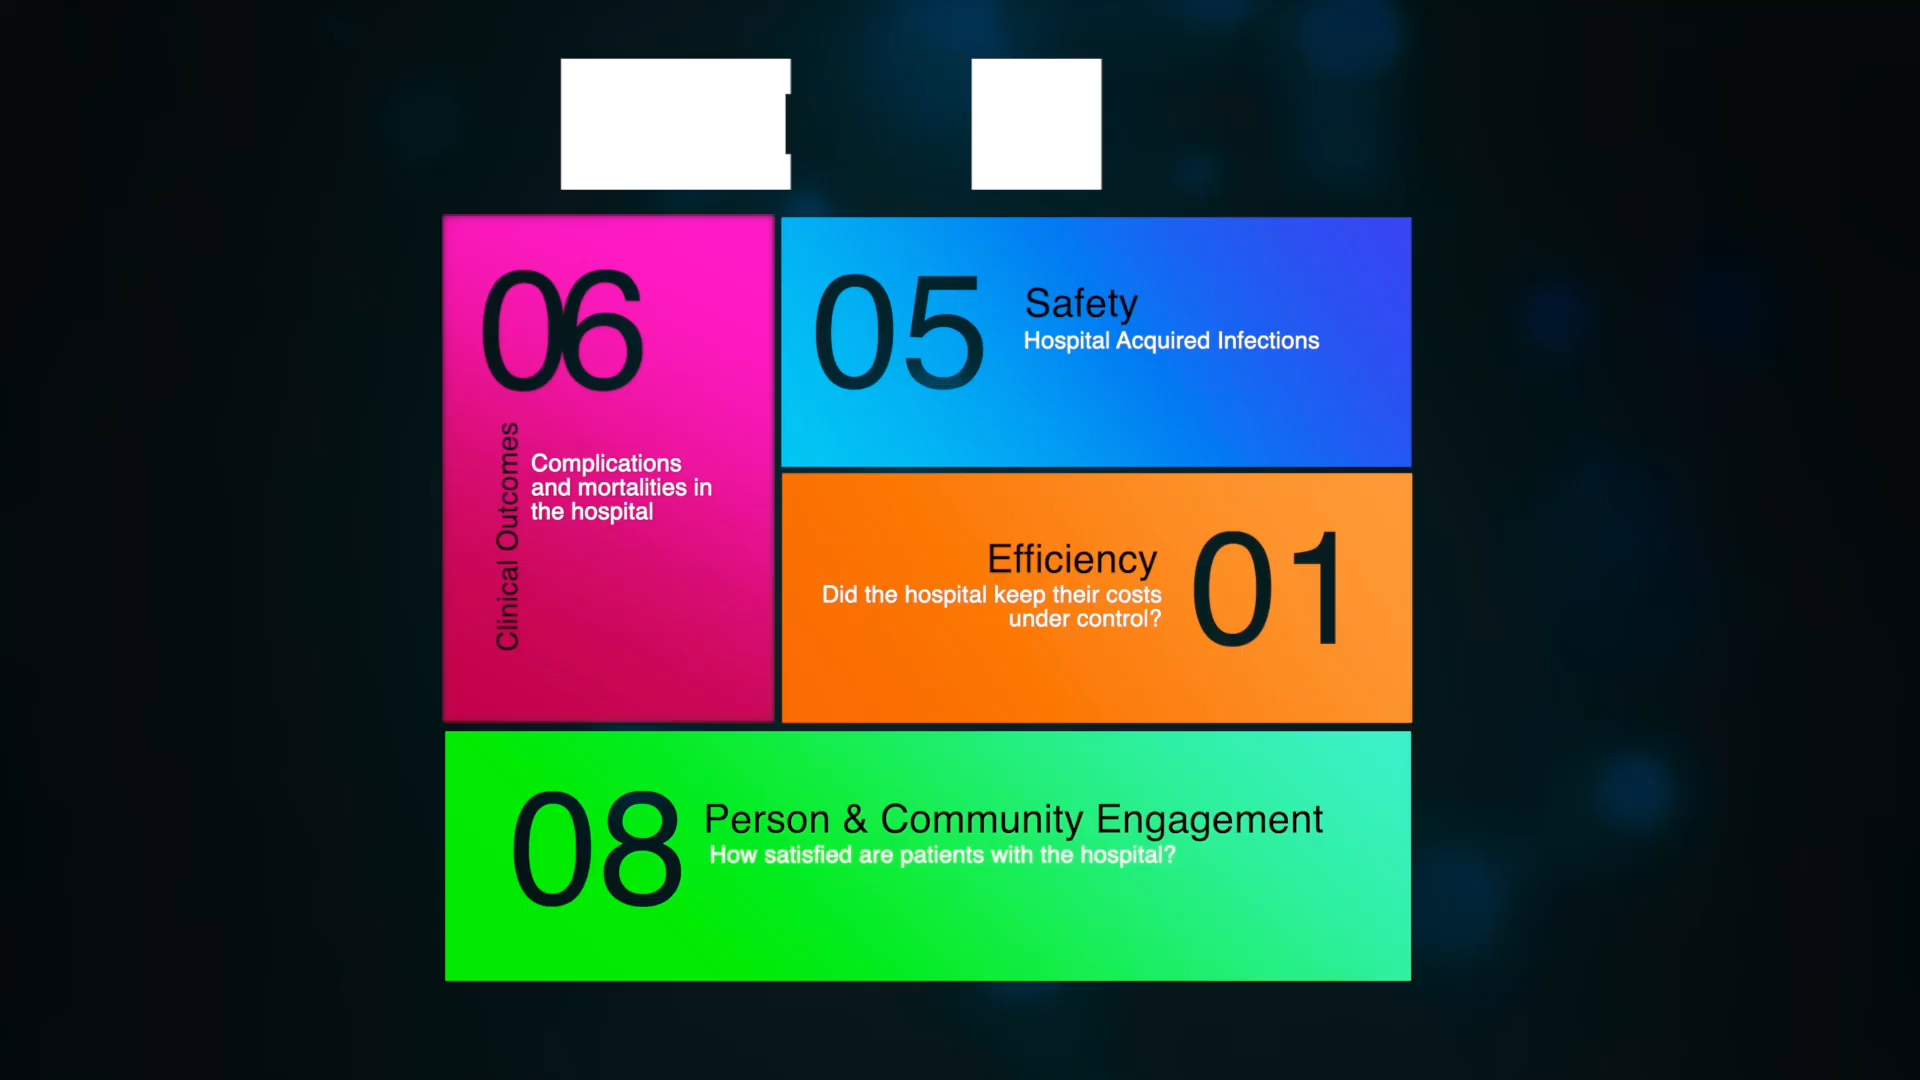 06
Clinical Outcomes
Complications
and mortalities in
the hospital
05
Safety
Hospital Acquired Infections
Efficiency
Did the hospital keep their costs
under control?
01
08
Person & Community Engagement
How satisfied are patients with the hospital?